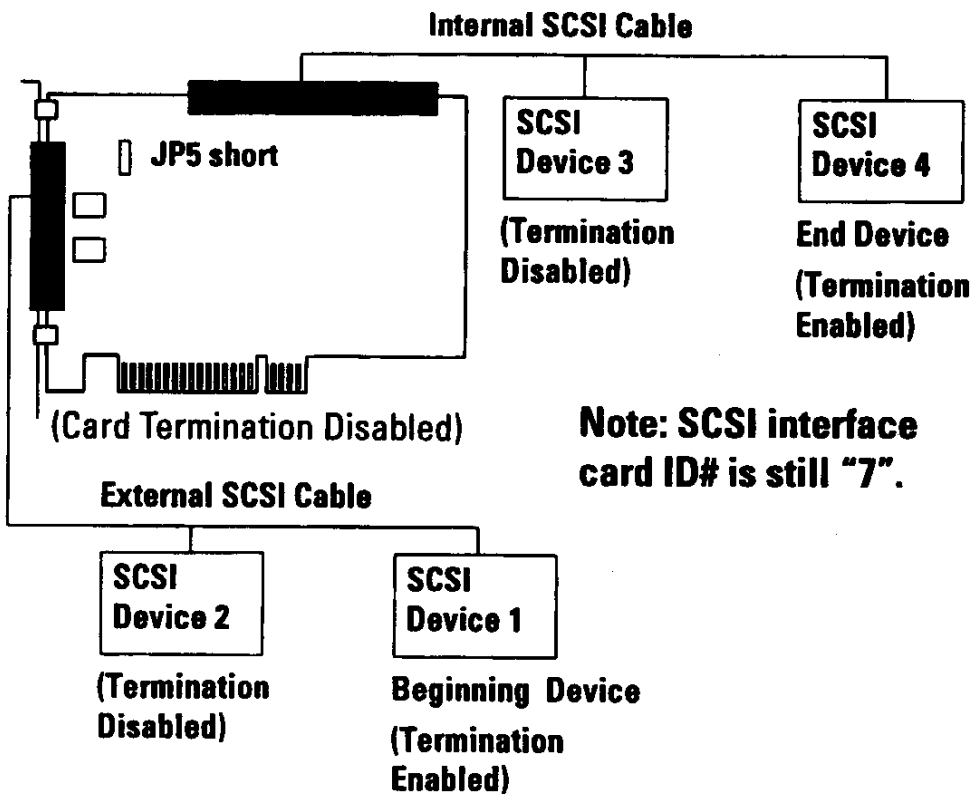 Internal SCSI Cable
JP5 short
SCSI
Device 3
(Termination
Disabled)
SCSI
Device 4
End Device
(Termination
Enabled)
(Card Termination Disabled)
Note: SCSI interface
card ID# is still “7”.
External SCSI Cable
SCSI
Device 2
(Termination
Disabled)
SCSI
Device 1
Beginning Device
(Termination
Enabled)